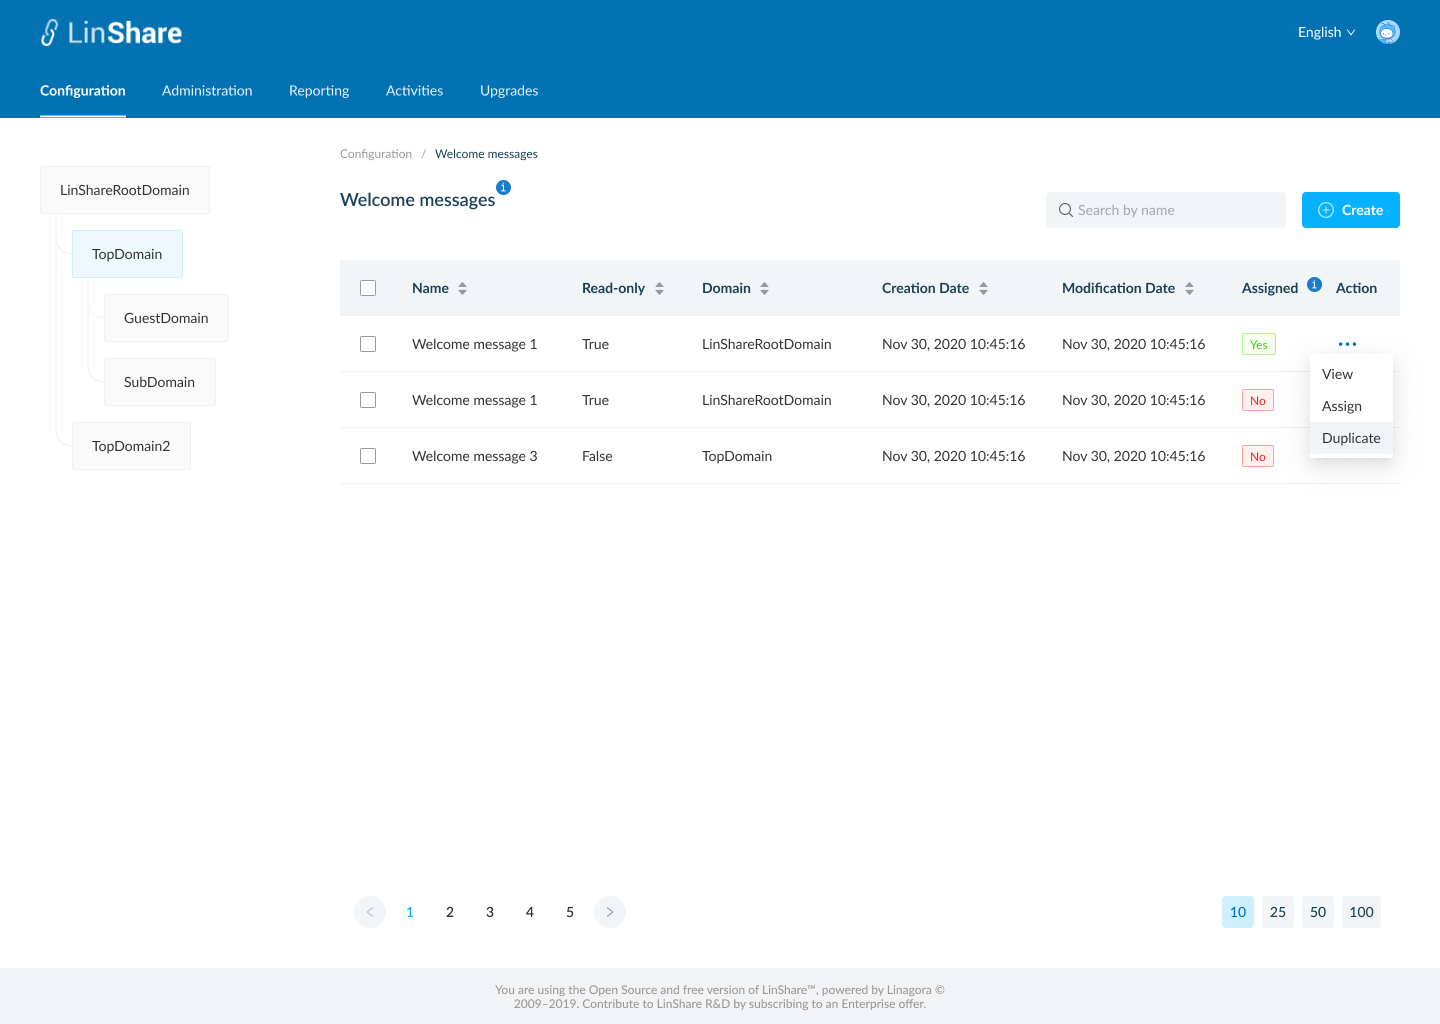 LinShare
English
Configuration Administration Reporting Activities Upgrades
Configuration / Welcome messages
LinShareRootDomain
TopDomain
GuestDomain
SubDomain
TopDomain2
Welcome messages i
Search by name
Create
Name Read-only Domain Creation Date Modification Date Assigned 1 Action
Welcome message 1 True LinShareRootDomain Nov 30, 2020 10:45:16 Nov 30, 2020 10:45:16 Yes
Welcome message 1 True LinShareRootDomain Nov 30, 2020 10:45:16 Nov 30, 2020 10:45:16 No
Welcome message 3 False TopDomain Nov 30, 2020 10:45:16 Nov 30, 2020 10:45:16 No
View
Assign
Duplicate
< 1 2 3 4 5 >
10 25 50 100
You are using the Open Source and free version of LinShare™, powered by Linagora ©
2009–2019. Contribute to LinShare R&D by subscribing to an Enterprise offer.